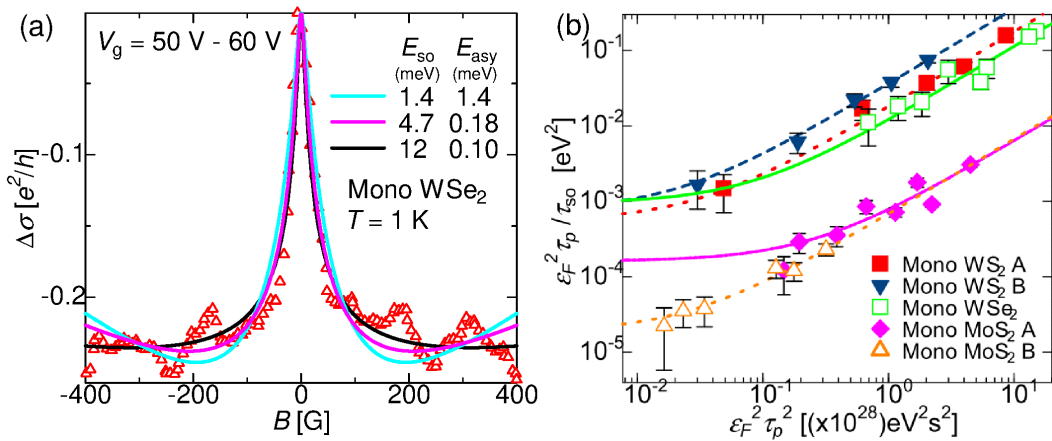 (a)
V_g = 50 V - 60 V
E_so E_asy
(meV) (meV)
1.4 1.4
4.7 0.18
12 0.10
Mono WSe₂
T = 1 K
Δσ [e²/h]
-0.1
-0.2
-400 -200 0 200 400
B [G]
(b)
ε_F² τ_p / τ_so [eV²]
10⁻¹
10⁻²
10⁻³
10⁻⁴
10⁻⁵
Mono WS₂ A
Mono WS₂ B
Mono WSe₂
Mono MoS₂ A
Mono MoS₂ B
10⁻² 10⁻¹ 10⁰ 10¹
ε_F² τ_p² [(x10²⁸)eV²s²]